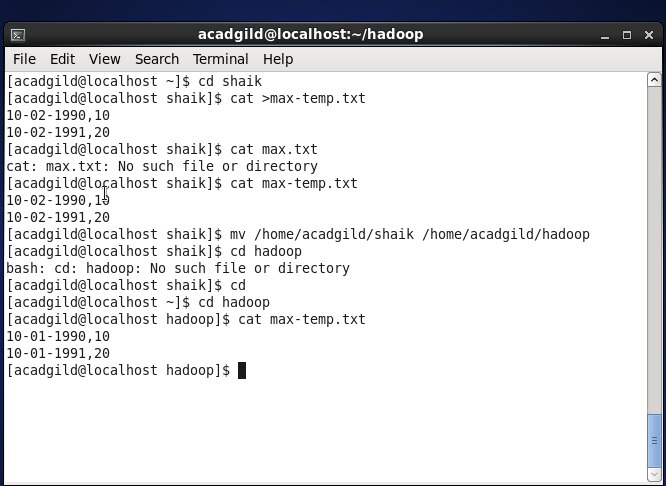 acadgild@localhost:~/hadoop
File Edit View Search Terminal Help
[acadgild@localhost ~]$ cd shaik
[acadgild@localhost shaik]$ cat >max-temp.txt
10-02-1990,10
10-02-1991,20
[acadgild@localhost shaik]$ cat max.txt
cat: max.txt: No such file or directory
[acadgild@localhost shaik]$ cat max-temp.txt
10-02-1990,10
10-02-1991,20
[acadgild@localhost shaik]$ mv /home/acadgild/shaik /home/acadgild/hadoop
[acadgild@localhost shaik]$ cd hadoop
bash: cd: hadoop: No such file or directory
[acadgild@localhost shaik]$ cd
[acadgild@localhost ~]$ cd hadoop
[acadgild@localhost hadoop]$ cat max-temp.txt
10-01-1990,10
10-01-1991,20
[acadgild@localhost hadoop]$